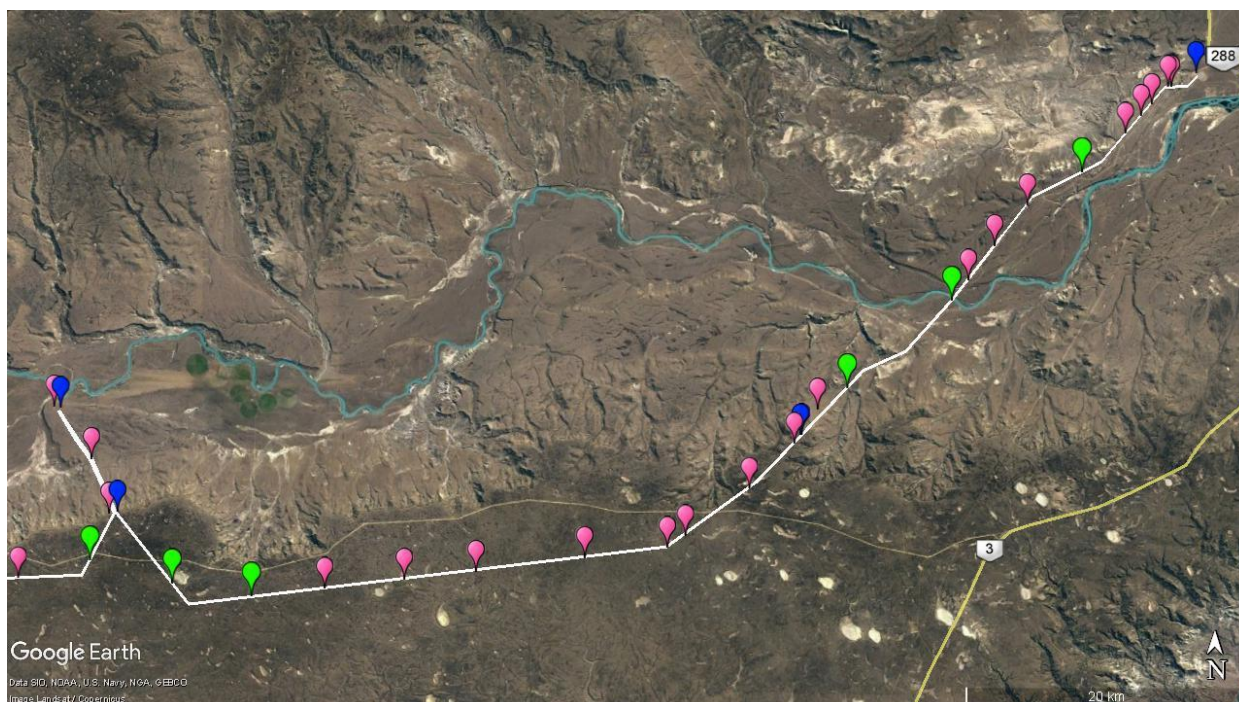 288
3
Google Earth
Data SIO, NOAA, U.S. Navy, NGA, GEBCO
Image Landsat / Copernicus
N
20 km